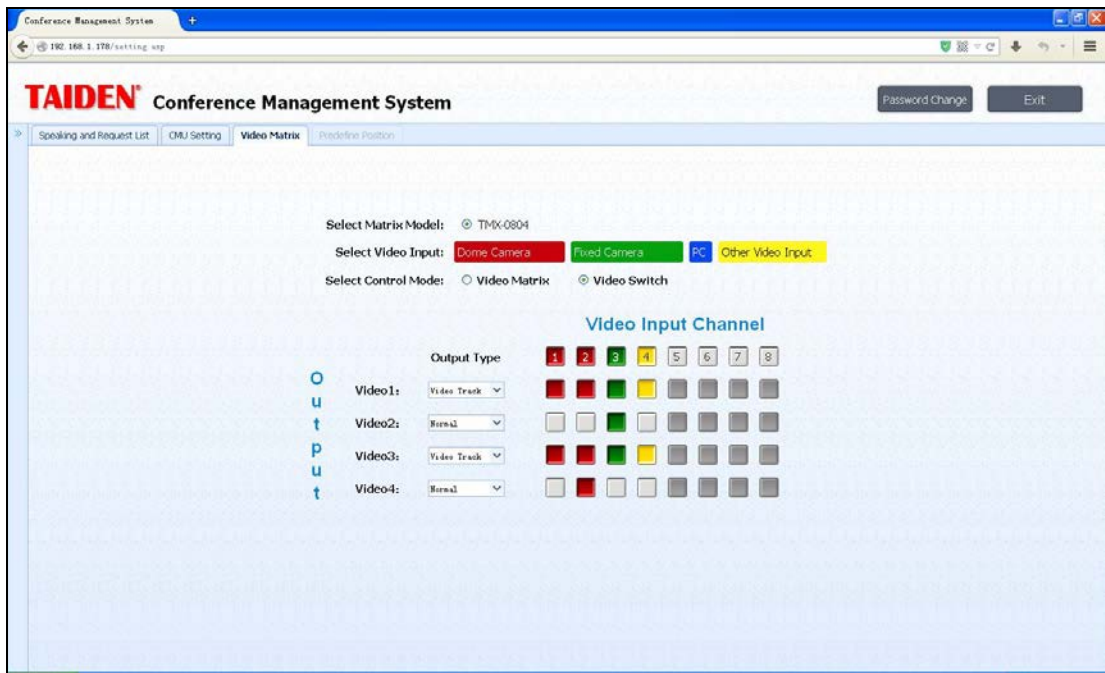 Conference Management System +
192.168.1.178/setting.asp
TAIDEN® Conference Management System
Password Change Exit
» Speaking and Request List CMU Setting Video Matrix Predefine Position
Select Matrix Model: TMX-0804
Select Video Input: Dome Camera Fixed Camera PC Other Video Input
Select Control Mode: Video Matrix Video Switch
Video Input Channel
Output Type 1 2 3 4 5 6 7 8
Output
Video1: Video Track
Video2: Normal
Video3: Video Track
Video4: Normal